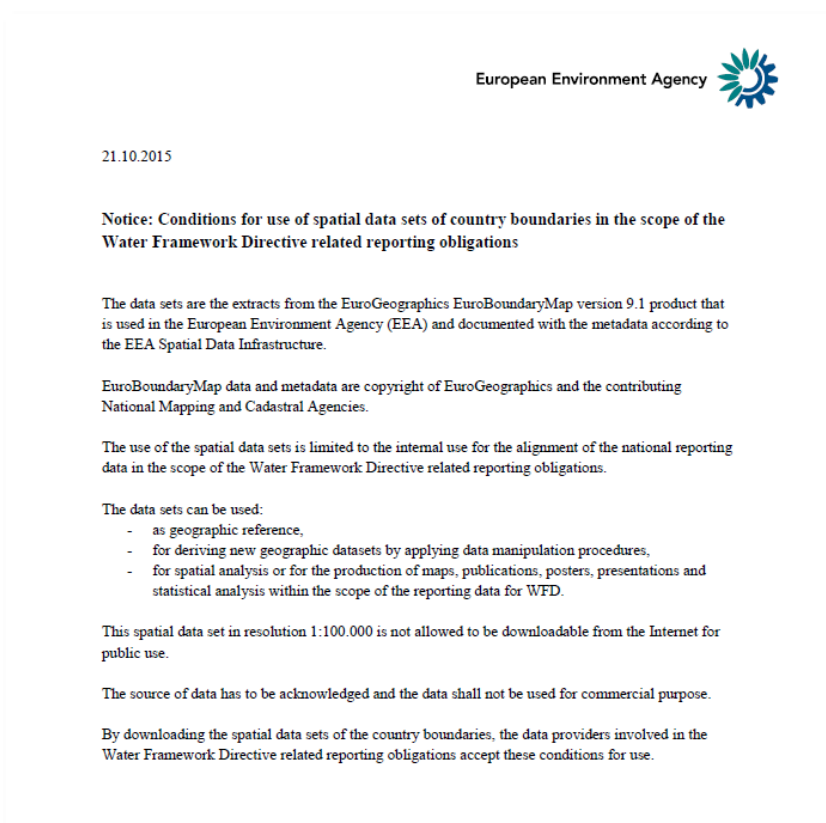 European Environment Agency
21.10.2015
Notice: Conditions for use of spatial data sets of country boundaries in the scope of the
Water Framework Directive related reporting obligations
The data sets are the extracts from the EuroGeographics EuroBoundaryMap version 9.1 product that
is used in the European Environment Agency (EEA) and documented with the metadata according to
the EEA Spatial Data Infrastructure.
EuroBoundaryMap data and metadata are copyright of EuroGeographics and the contributing
National Mapping and Cadastral Agencies.
The use of the spatial data sets is limited to the internal use for the alignment of the national reporting
data in the scope of the Water Framework Directive related reporting obligations.
The data sets can be used:
- as geographic reference,
- for deriving new geographic datasets by applying data manipulation procedures,
- for spatial analysis or for the production of maps, publications, posters, presentations and
statistical analysis within the scope of the reporting data for WFD.
This spatial data set in resolution 1:100.000 is not allowed to be downloadable from the Internet for
public use.
The source of data has to be acknowledged and the data shall not be used for commercial purpose.
By downloading the spatial data sets of the country boundaries, the data providers involved in the
Water Framework Directive related reporting obligations accept these conditions for use.